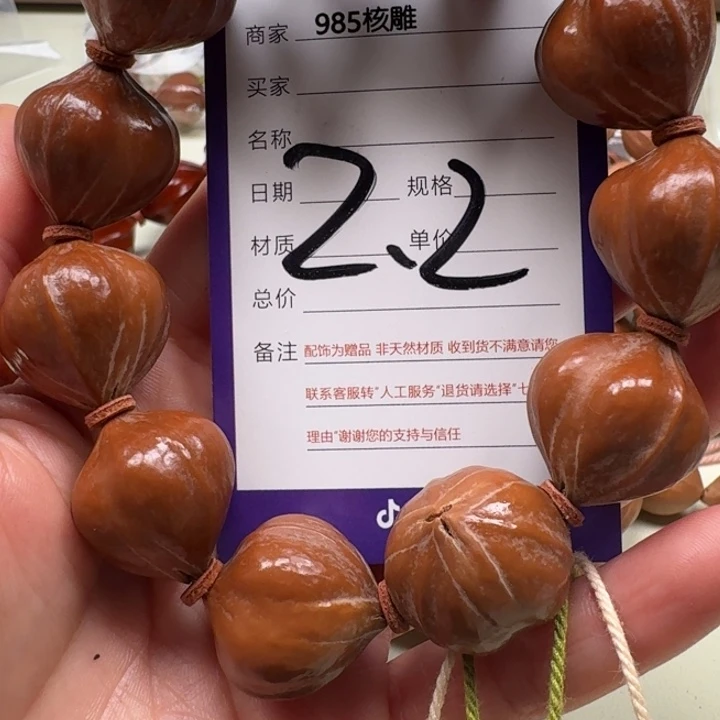 商家 985核雕
买家
名称
日期 规格
2、2
材质 单价
总价
备注 配饰为赠品 非天然材质 收到货不满意请您
联系客服转"人工服务"退货请选择"七
理由"谢谢您的支持与信任